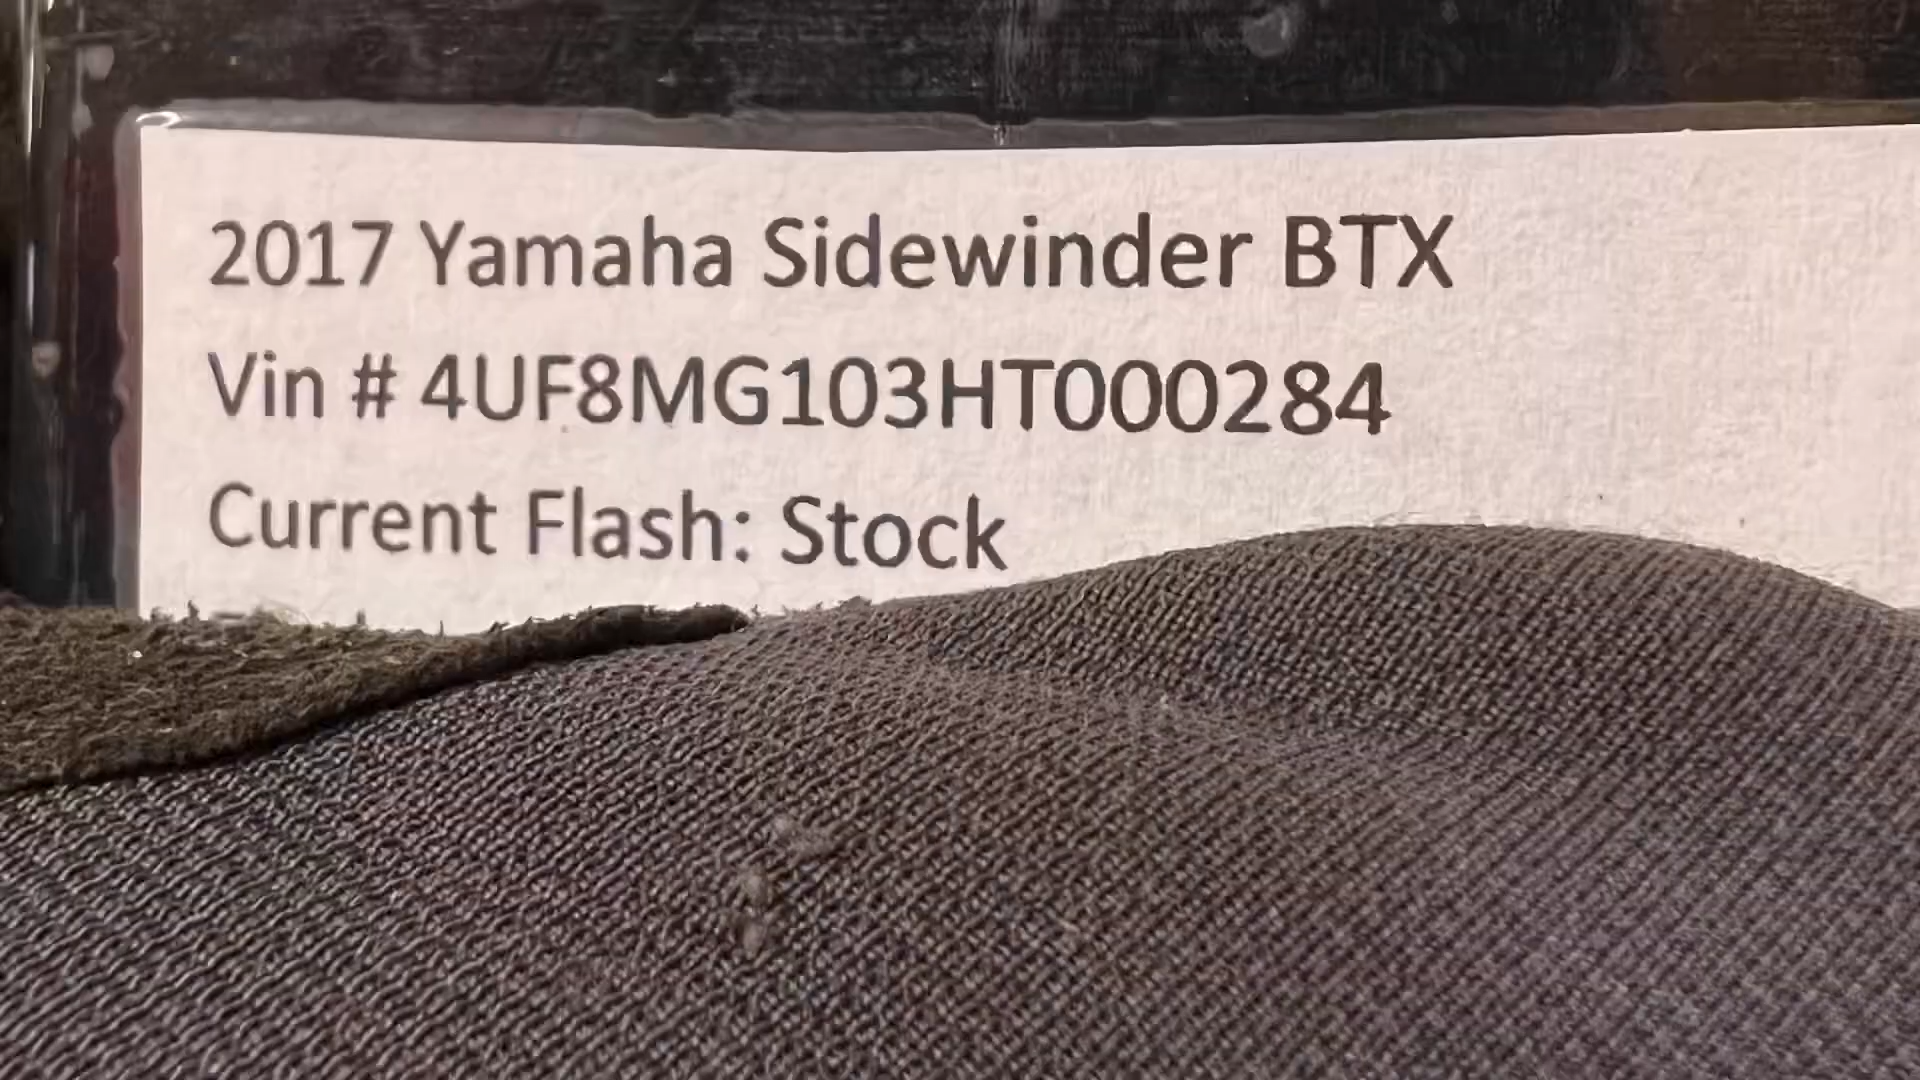 2017 Yamaha Sidewinder BTX
Vin # 4UF8MG103HT000284
Current Flash: Stock